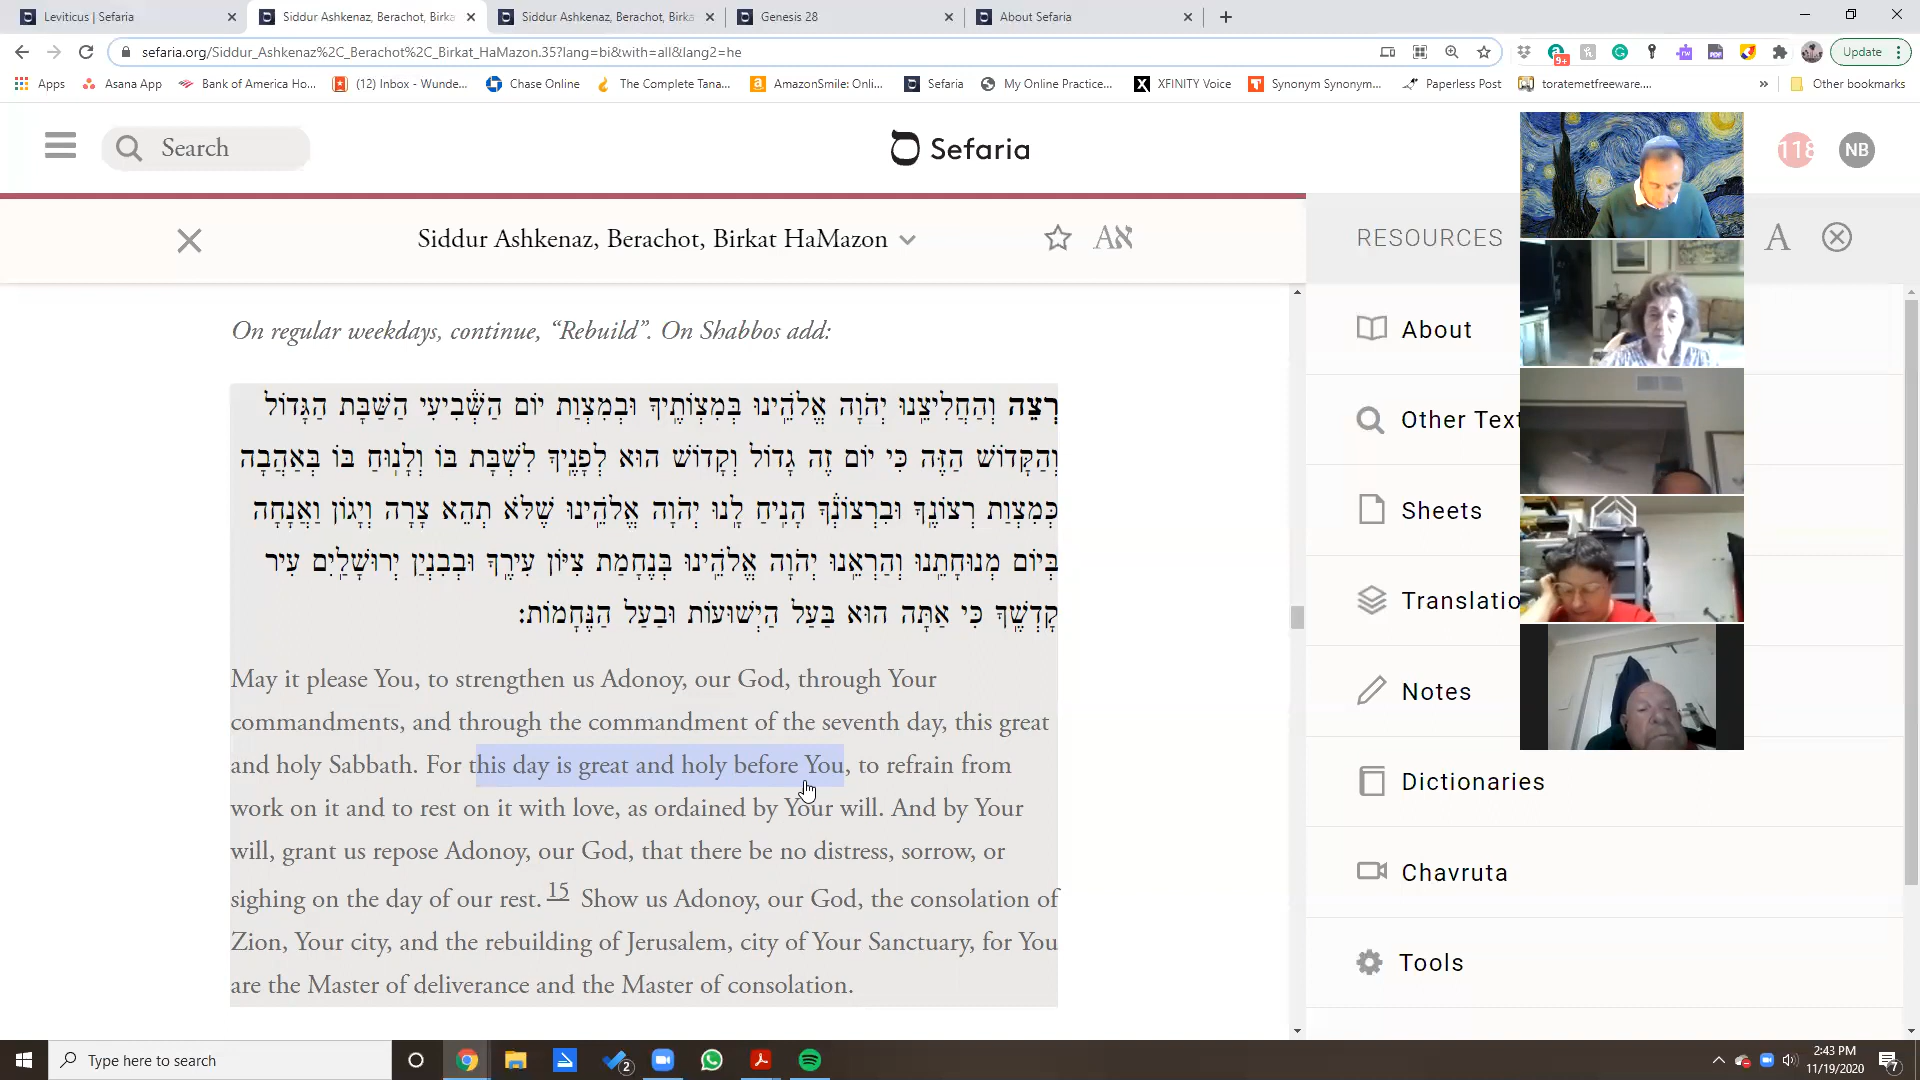 Leviticus | Sefaria
Siddur Ashkenaz, Berachot, Birka
Siddur Ashkenaz, Berachot, Birka
Genesis 28
About Sefaria
sefaria.org/Siddur_Ashkenaz%2C_Berachot%2C_Birkat_HaMazon.35?lang=bi&with=all&lang2=he
Update
Apps
Asana App
Bank of America Ho...
(12) Inbox - Wunde...
Chase Online
The Complete Tana...
AmazonSmile: Onli...
Sefaria
My Online Practice...
XFINITY Voice
Synonym Synonym...
Paperless Post
toratemetfreeware....
Other bookmarks
Search
Sefaria
118
NB
Siddur Ashkenaz, Berachot, Birkat HaMazon
Aא
RESOURCES
A
On regular weekdays, continue, “Rebuild”. On Shabbos add:
רְצֵה וְהַחֲלִיצֵֽנוּ יְהֹוָה אֱלֹהֵֽינוּ בְּמִצְוֹתֶֽיךָ וּבְמִצְוַת יוֹם הַשְּׁ֒בִיעִי הַשַּׁבָּת הַגָּדוֹל
וְהַקָּדוֹשׁ הַזֶּה כִּי יוֹם זֶה גָּדוֹל וְקָדוֹשׁ הוּא לְפָנֶֽיךָ לִשְׁבָּת בּוֹ וְלָנֽוּחַ בּוֹ בְּאַהֲבָה
כְּמִצְוַת רְצוֹנֶֽךָ וּבִרְצוֹנְ֒ךָ הָנִֽיחַ לָֽנוּ יְהֹוָה אֱלֹהֵֽינוּ שֶׁלֹּא תְהֵא צָרָה וְיָגוֹן וַאֲנָחָה
בְּיוֹם מְנוּחָתֵֽנוּ וְהַרְאֵֽנוּ יְהֹוָה אֱלֹהֵֽינוּ בְּנֶחָמַת צִיּוֹן עִירֶֽךָ וּבְבִנְיַן יְרוּשָׁלַֽיִם עִיר
קָדְשֶֽׁךָ כִּי אַתָּה הוּא בַּעַל הַיְשׁוּעוֹת וּבַעַל הַנֶּחָמוֹת:
May it please You, to strengthen us Adonoy, our God, through Your
commandments, and through the commandment of the seventh day, this great
and holy Sabbath. For this day is great and holy before You, to refrain from
work on it and to rest on it with love, as ordained by Your will. And by Your
will, grant us repose Adonoy, our God, that there be no distress, sorrow, or
sighing on the day of our rest. 15 Show us Adonoy, our God, the consolation of
Zion, Your city, and the rebuilding of Jerusalem, city of Your Sanctuary, for You
are the Master of deliverance and the Master of consolation.
About
Other Text
Sheets
Translatio
Notes
Dictionaries
Chavruta
Tools
Type here to search
2:43 PM
11/19/2020